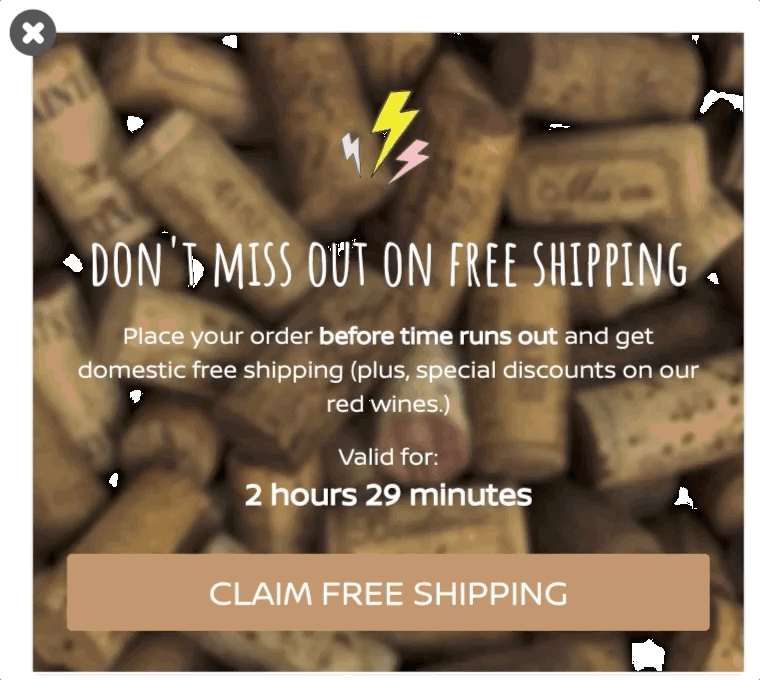 DON'T MISS OUT ON FREE SHIPPING
Place your order before time runs out and get
domestic free shipping (plus, special discounts on our
red wines.)
Valid for:
2 hours 29 minutes
CLAIM FREE SHIPPING